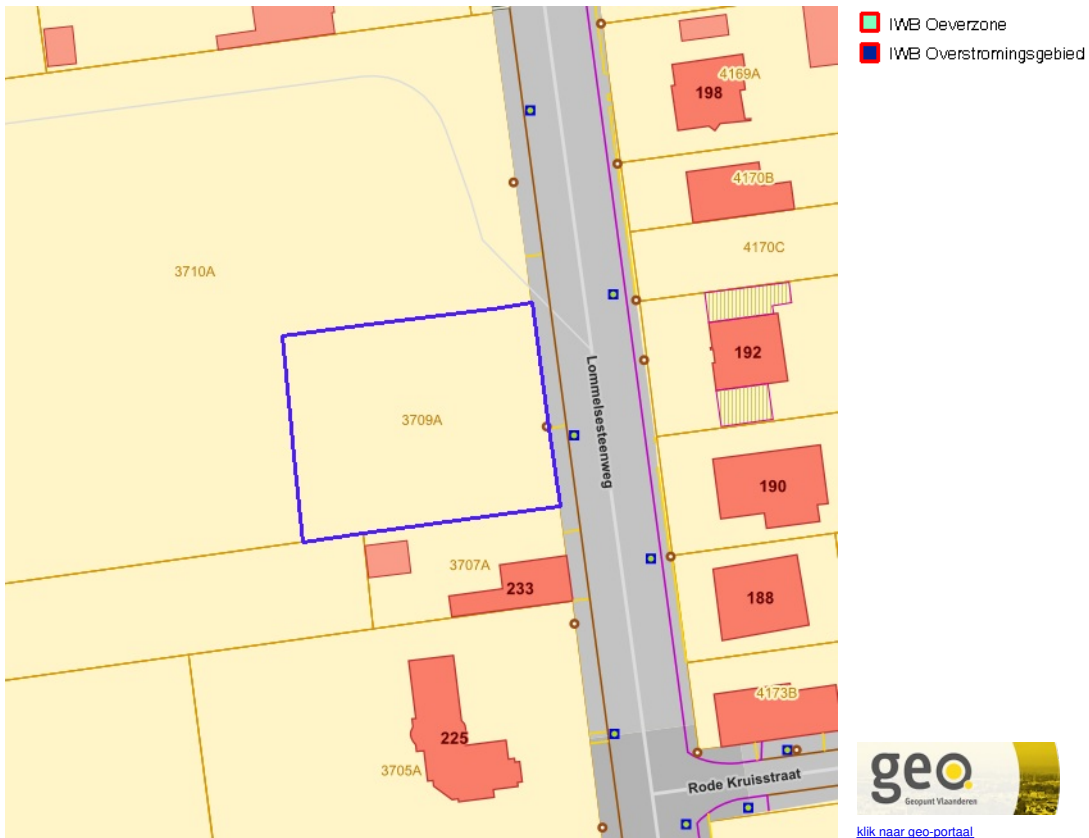 IWB Oeverzone
IWB Overstromingsgebied
4169A
198
4170B
4170C
3710A
192
Lommelsesteenweg
3709A
190
3707A
233
188
4173B
225
3705A
Rode Kruisstraat
geo.
Geopunt Vlaanderen
klik naar geo-portaal